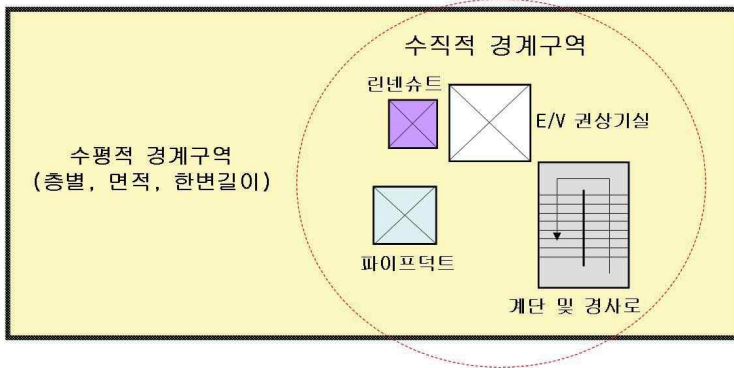 수직적 경계구역
린넨슈트
E/V 권상기실
수평적 경계구역
(층별, 면적, 한변길이)
파이프덕트
계단 및 경사로